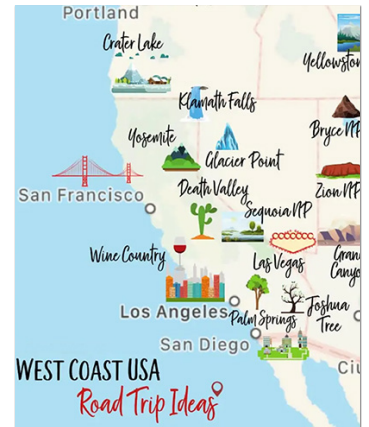 Portland
Crater Lake
Yellowston
Klamath Falls
Bryce NP
Yosemite
Glacier Point
Zion NP
Death Valley
San Francisco
Sequoia NP
Wine Country
Las Vegas
Gran
Canyo
Los Angeles
Palm Springs
Joshua
Tree
San Diego
Ciu
WEST COAST USA
Road Trip Ideas